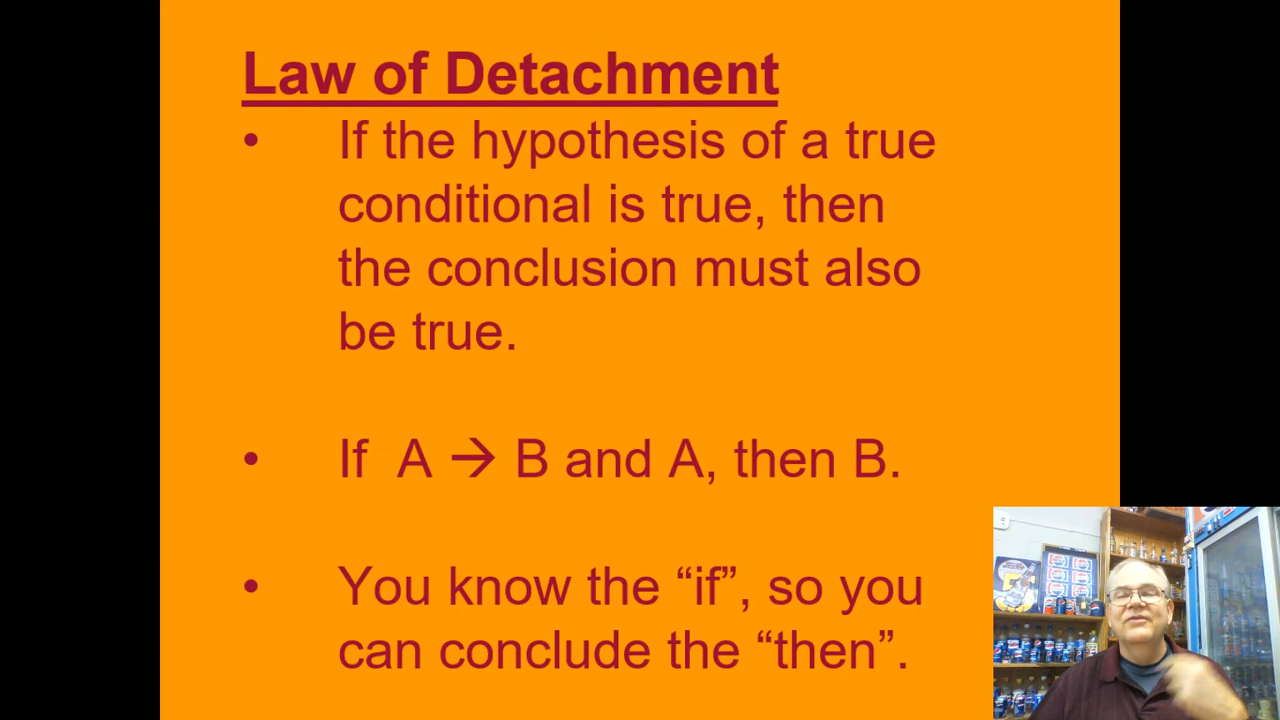 Law of Detachment
• If the hypothesis of a true
conditional is true, then
the conclusion must also
be true.
• If  A → B and A, then B.
• You know the “if”, so you
can conclude the “then”.